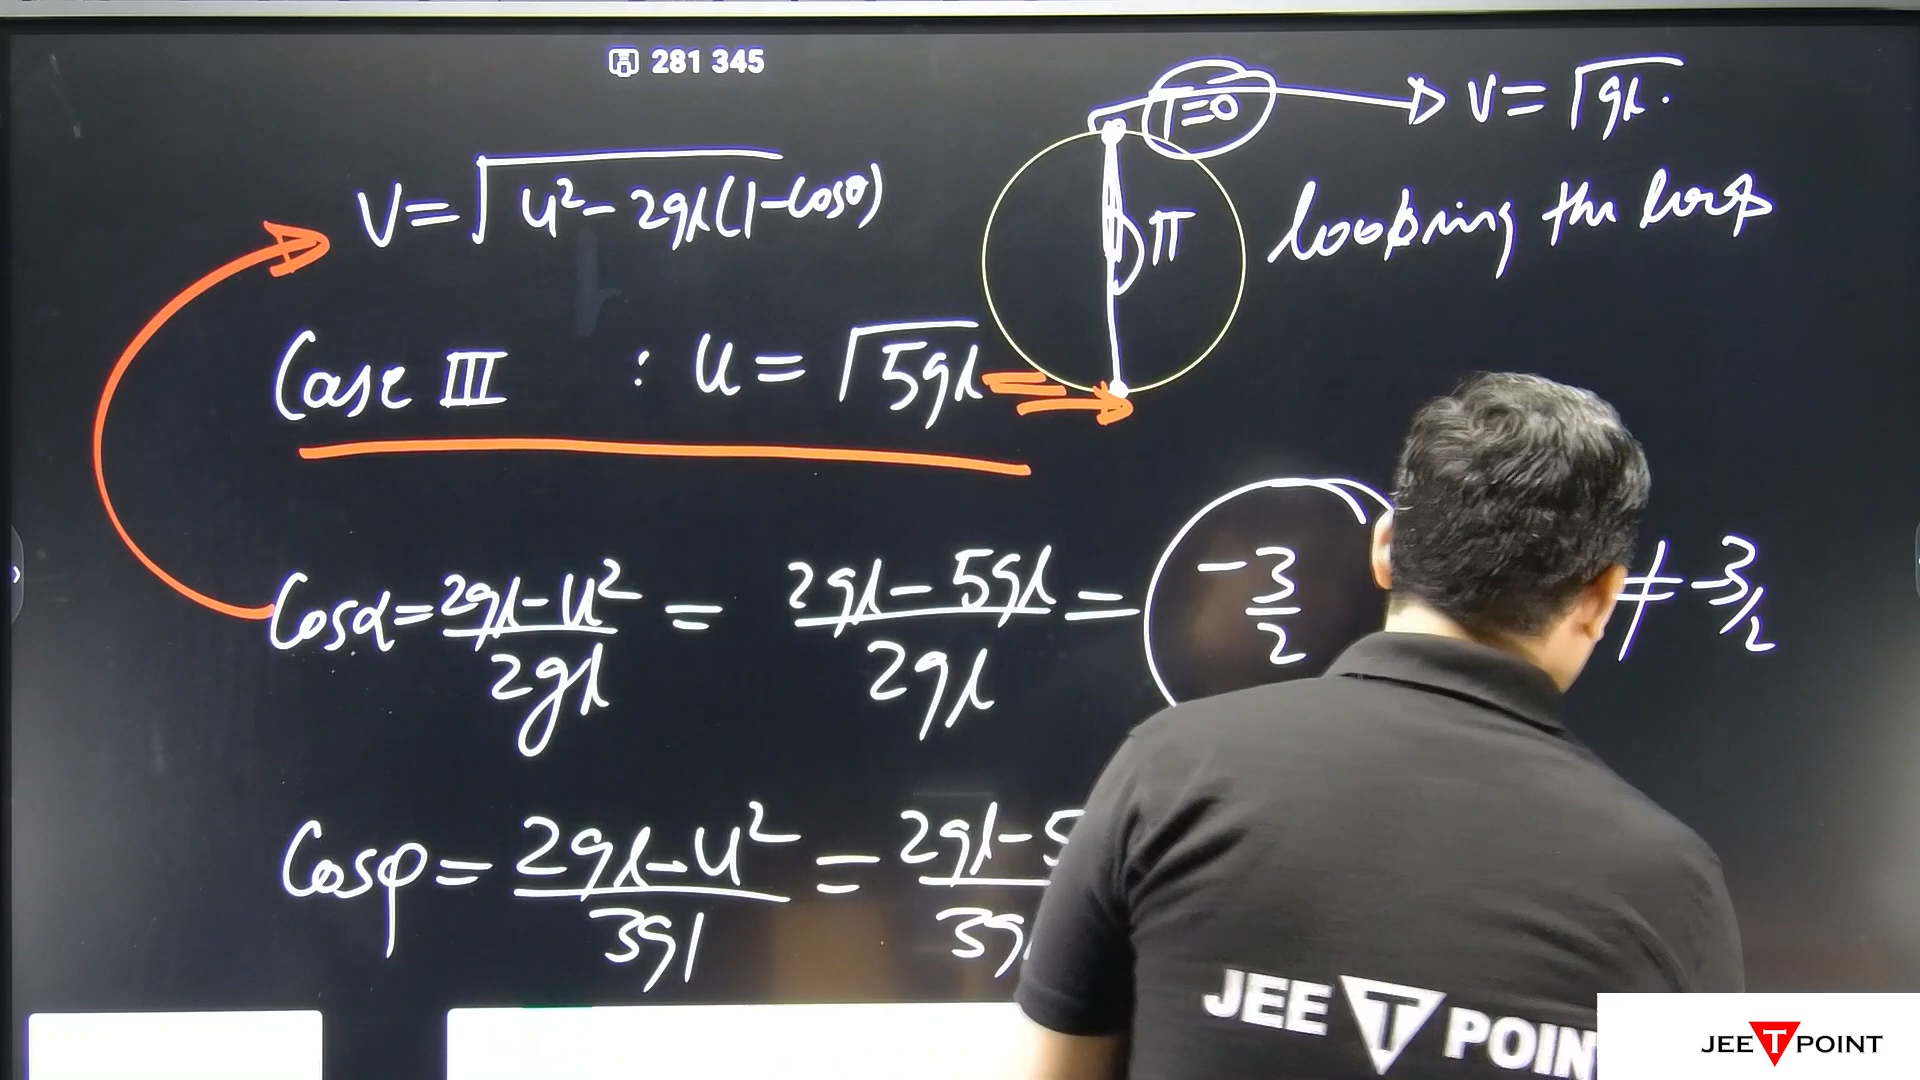 281 345
T=0
V = √gl.
V = √u² - 2gl(1-cosθ)
π
looping the loop
Case III : u = √5gl
Cosα = 2gl - u² / 2gl = 2gl - 5gl / 2gl = -3/2
≠ -3/2
Cosφ = 2gl - u² / 3gl = 2gl - 5 / 3gl
JEE T POIN
JEE T POINT